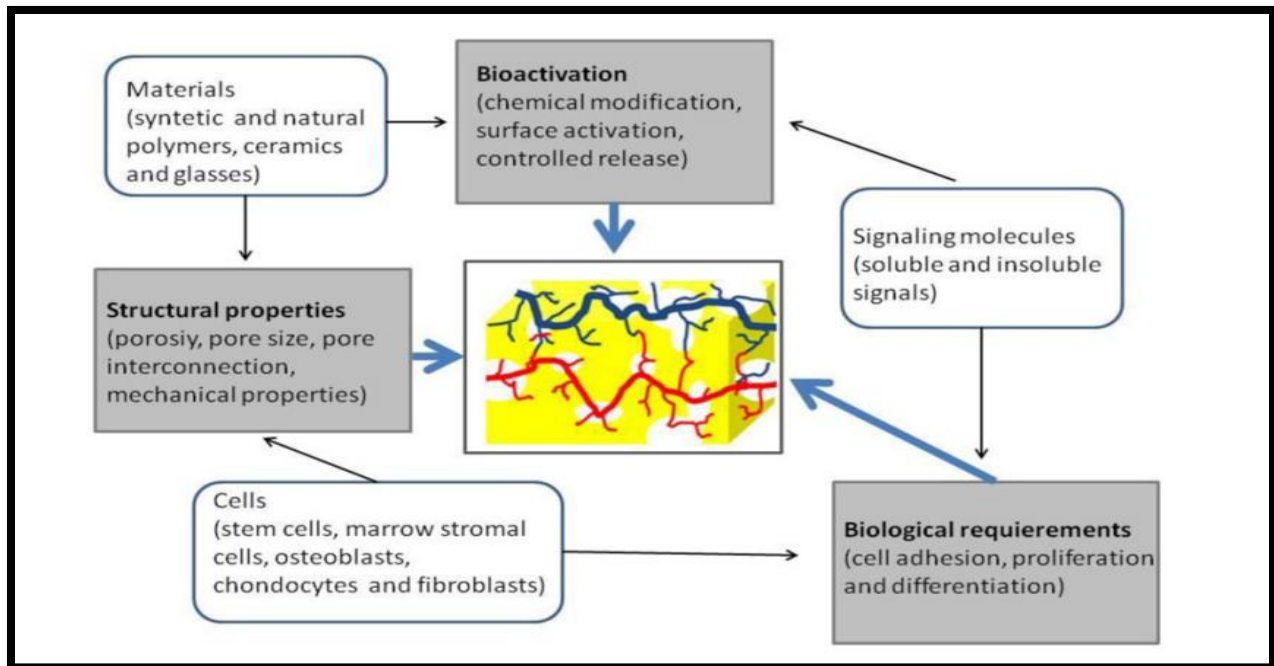 Materials
(syntetic and natural
polymers, ceramics
and glasses)
Bioactivation
(chemical modification,
surface activation,
controlled release)
Signaling molecules
(soluble and insoluble
signals)
Structural properties
(porosiy, pore size, pore
interconnection,
mechanical properties)
Cells
(stem cells, marrow stromal
cells, osteoblasts,
chondocytes and fibroblasts)
Biological requierements
(cell adhesion, proliferation
and differentiation)